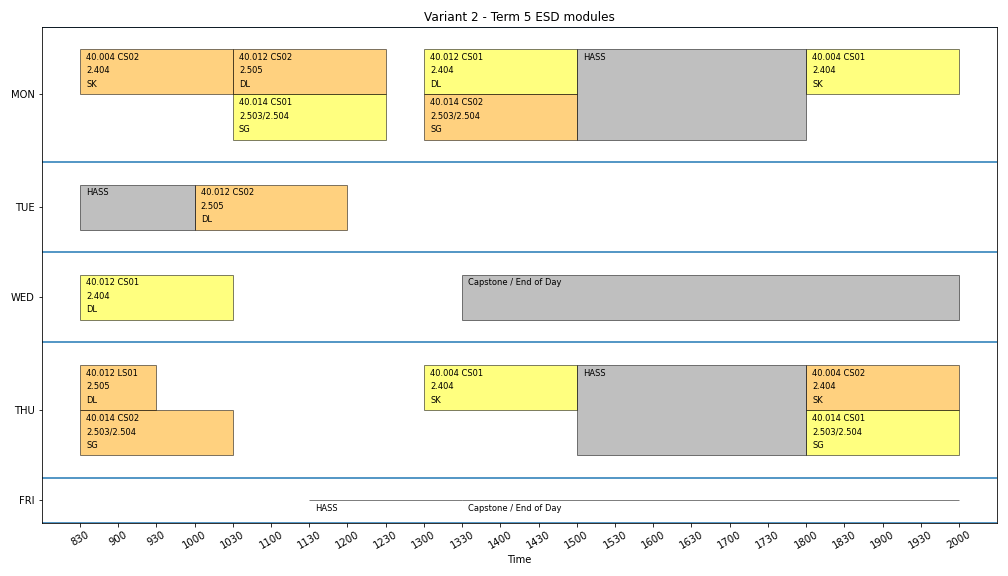 Variant 2 - Term 5 ESD modules
MON
40.004 CS02
2.404
SK
40.012 CS02
2.505
DL
40.014 CS01
2.503/2.504
SG
40.012 CS01
2.404
DL
40.014 CS02
2.503/2.504
SG
HASS
40.004 CS01
2.404
SK
TUE
HASS
40.012 CS02
2.505
DL
WED
40.012 CS01
2.404
DL
Capstone / End of Day
THU
40.012 LS01
2.505
DL
40.014 CS02
2.503/2.504
SG
40.004 CS01
2.404
SK
HASS
40.004 CS02
2.404
SK
40.014 CS01
2.503/2.504
SG
FRI
HASS
Capstone / End of Day
830 900 930 1000 1030 1100 1130 1200 1230 1300 1330 1400 1430 1500 1600 1630 1700 1730 1800 1830 1900 1930 2000
Time